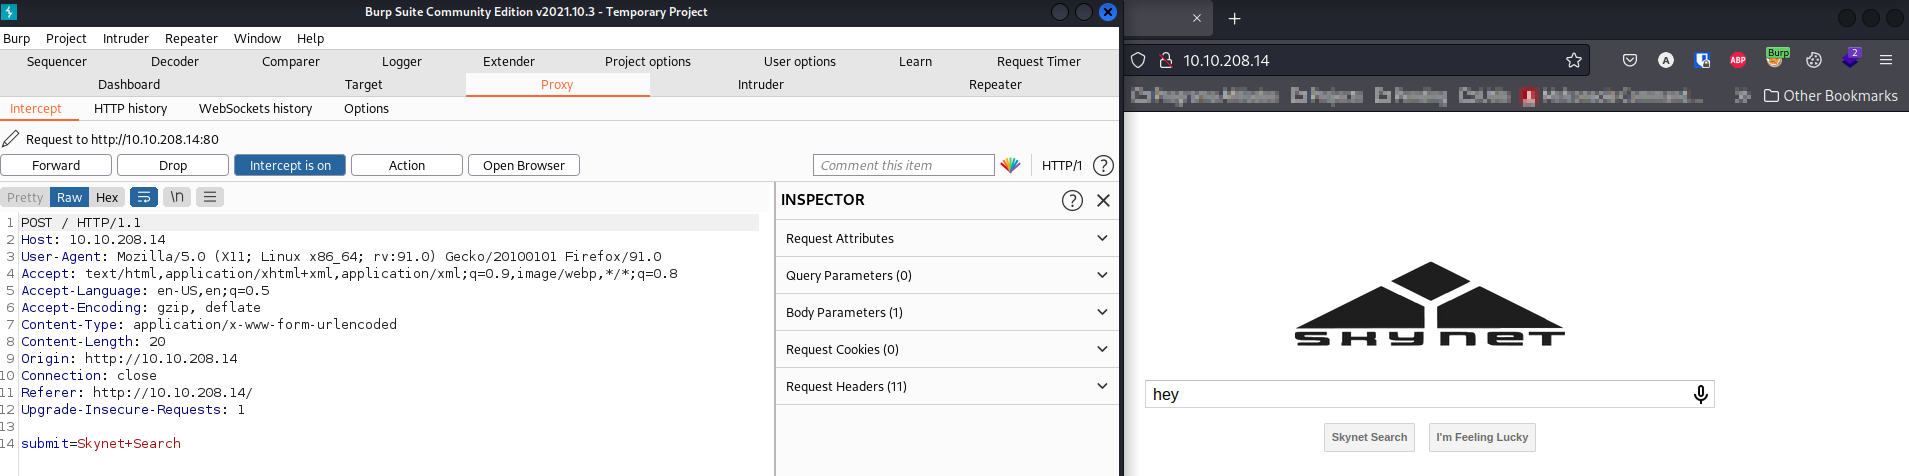 Burp Suite Community Edition v2021.10.3 - Temporary Project
Burp Project Intruder Repeater Window Help
Sequencer Decoder Comparer Logger Extender Project options User options Learn Request Timer
Dashboard Target Proxy Intruder Repeater
Intercept HTTP history WebSockets history Options
Request to http://10.10.208.14:80
Forward Drop Intercept is on Action Open Browser Comment this item HTTP/1 ?
Pretty Raw Hex \n
1 POST / HTTP/1.1
2 Host: 10.10.208.14
3 User-Agent: Mozilla/5.0 (X11; Linux x86_64; rv:91.0) Gecko/20100101 Firefox/91.0
4 Accept: text/html,application/xhtml+xml,application/xml;q=0.9,image/webp,*/*;q=0.8
5 Accept-Language: en-US,en;q=0.5
6 Accept-Encoding: gzip, deflate
7 Content-Type: application/x-www-form-urlencoded
8 Content-Length: 20
9 Origin: http://10.10.208.14
10 Connection: close
11 Referer: http://10.10.208.14/
12 Upgrade-Insecure-Requests: 1
13
14 submit=Skynet+Search
INSPECTOR ?
Request Attributes
Query Parameters (0)
Body Parameters (1)
Request Cookies (0)
Request Headers (11)
10.10.208.14
A ABP Burp 2
Other Bookmarks
SKYNET
hey
Skynet Search I'm Feeling Lucky